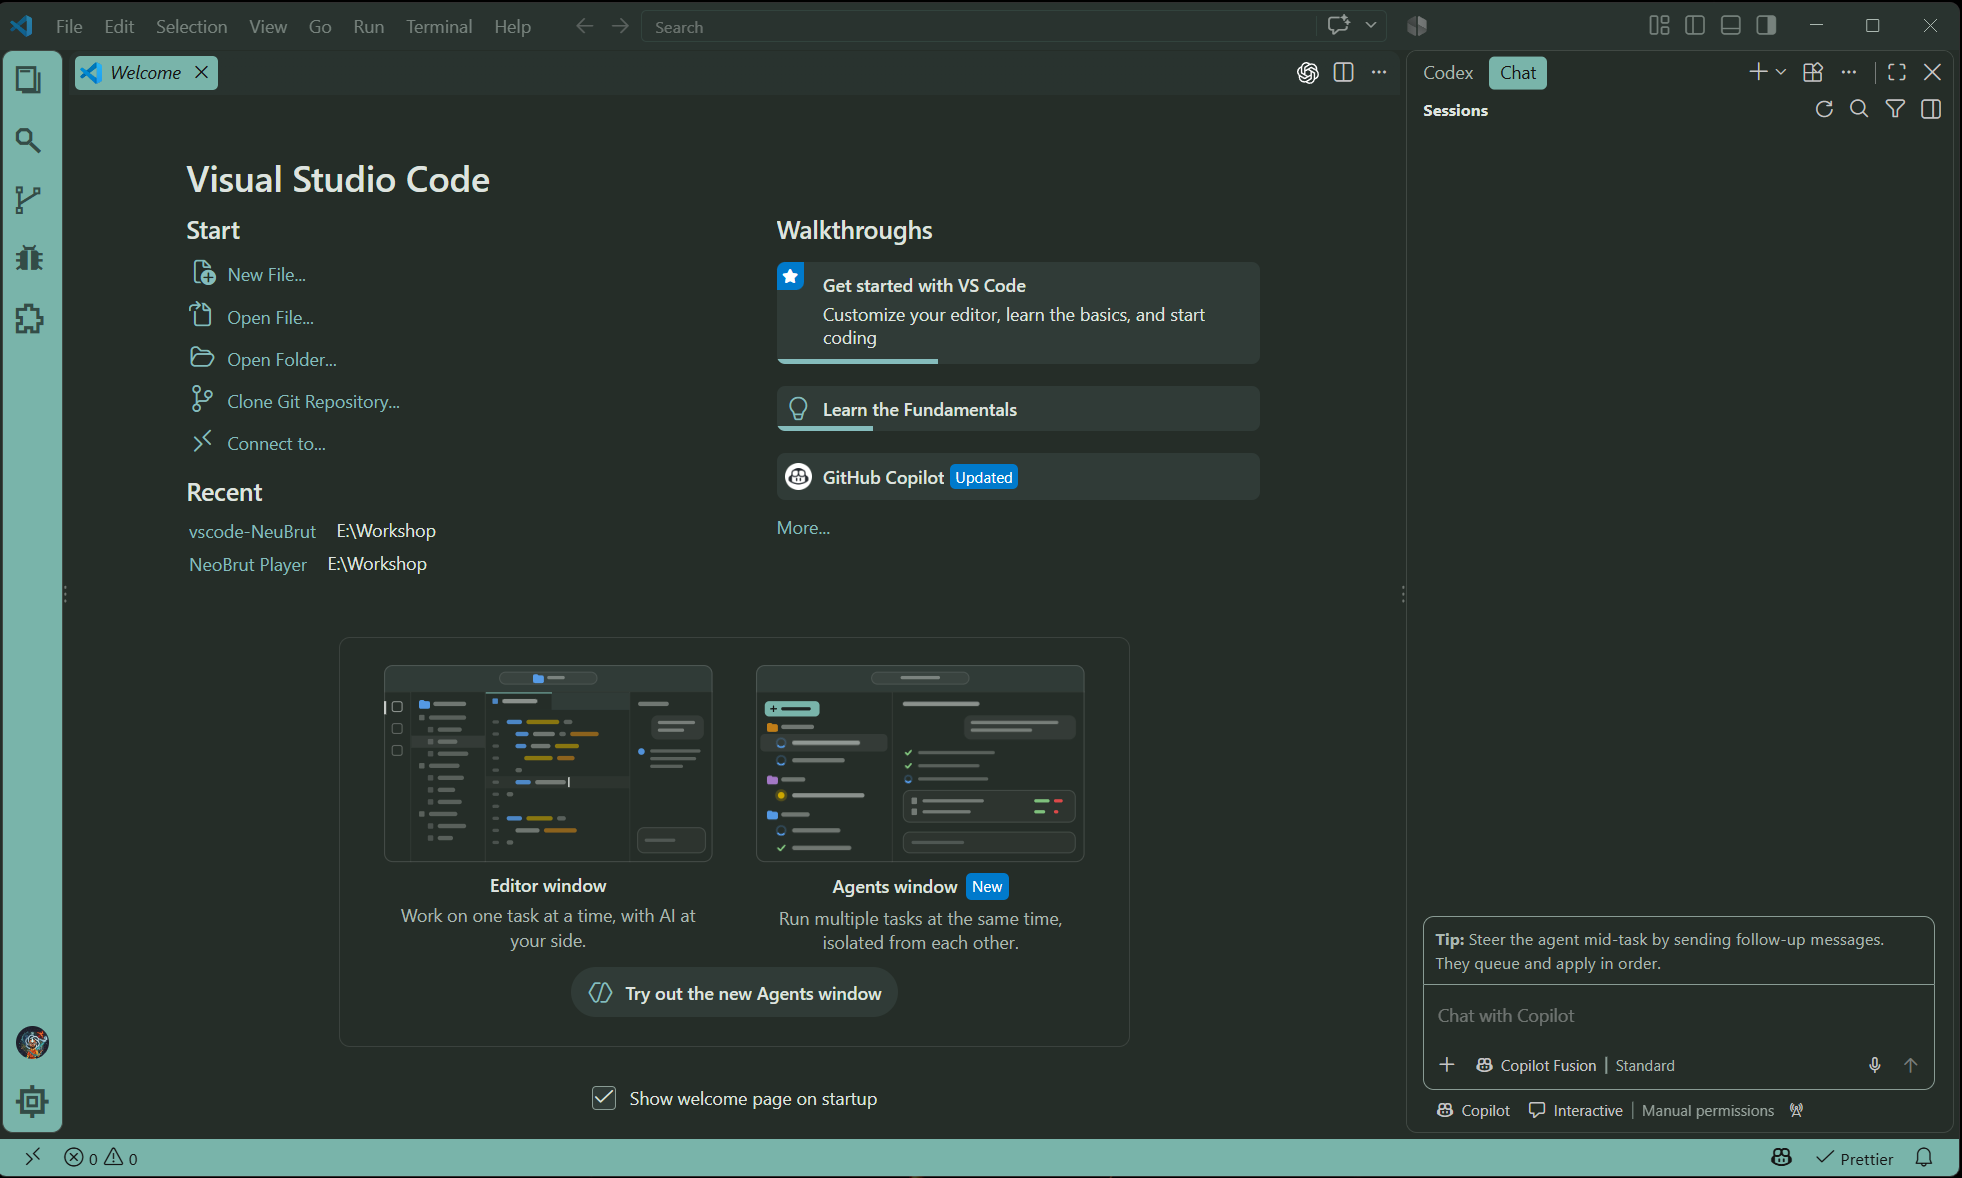 File Edit Selection View Go Run Terminal Help Search
Welcome
Codex Chat
Sessions
Visual Studio Code
Start
New File...
Open File...
Open Folder...
Clone Git Repository...
Connect to...
Recent
vscode-NeuBrut E:\Workshop
NeoBrut Player E:\Workshop
Walkthroughs
Get started with VS Code
Customize your editor, learn the basics, and start
coding
Learn the Fundamentals
GitHub Copilot Updated
More...
Editor window
Work on one task at a time, with AI at
your side.
Agents window New
Run multiple tasks at the same time,
isolated from each other.
Try out the new Agents window
Show welcome page on startup
Tip: Steer the agent mid-task by sending follow-up messages.
They queue and apply in order.
Chat with Copilot
Copilot Fusion | Standard
Copilot Interactive | Manual permissions
0 0
Prettier